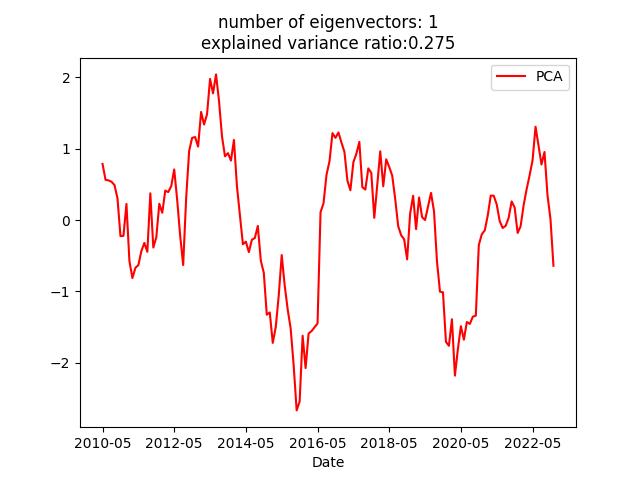 number of eigenvectors: 1
explained variance ratio:0.275
PCA
2
1
0
−1
−2
2010-05 2012-05 2014-05 2016-05 2018-05 2020-05 2022-05
Date